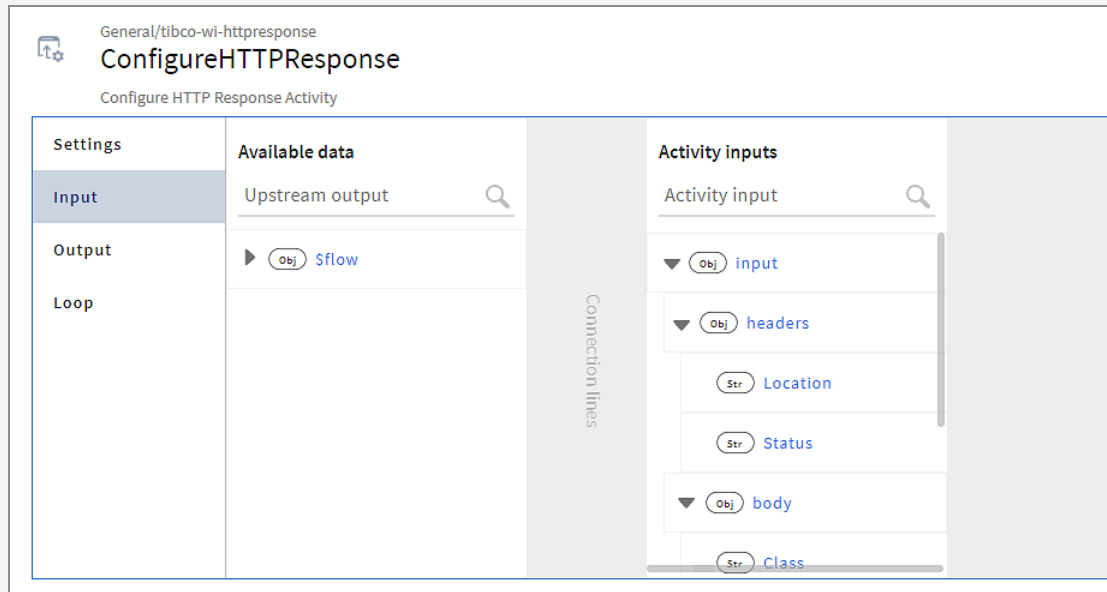 General/tibco-wi-httpresponse
ConfigureHTTPResponse
Configure HTTP Response Activity
Settings
Input
Output
Loop
Available data
Upstream output
Obj $flow
Connection lines
Activity inputs
Activity input
Obj input
Obj headers
Str Location
Str Status
Obj body
Str Class